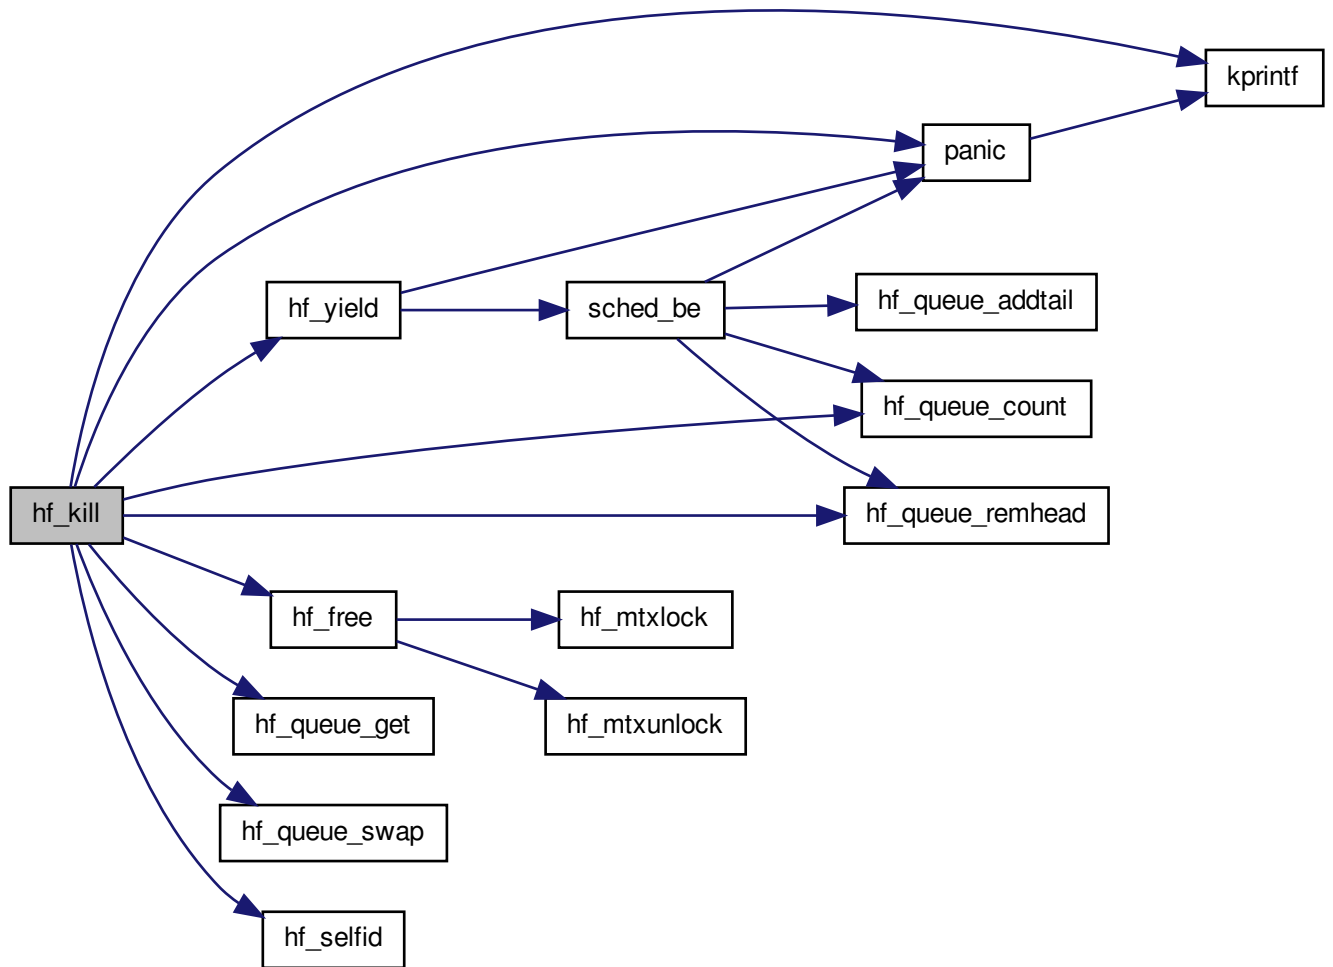 kprintf
panic
hf_yield
sched_be
hf_queue_addtail
hf_queue_count
hf_kill
hf_queue_remhead
hf_free
hf_mtxlock
hf_queue_get
hf_mtxunlock
hf_queue_swap
hf_selfid